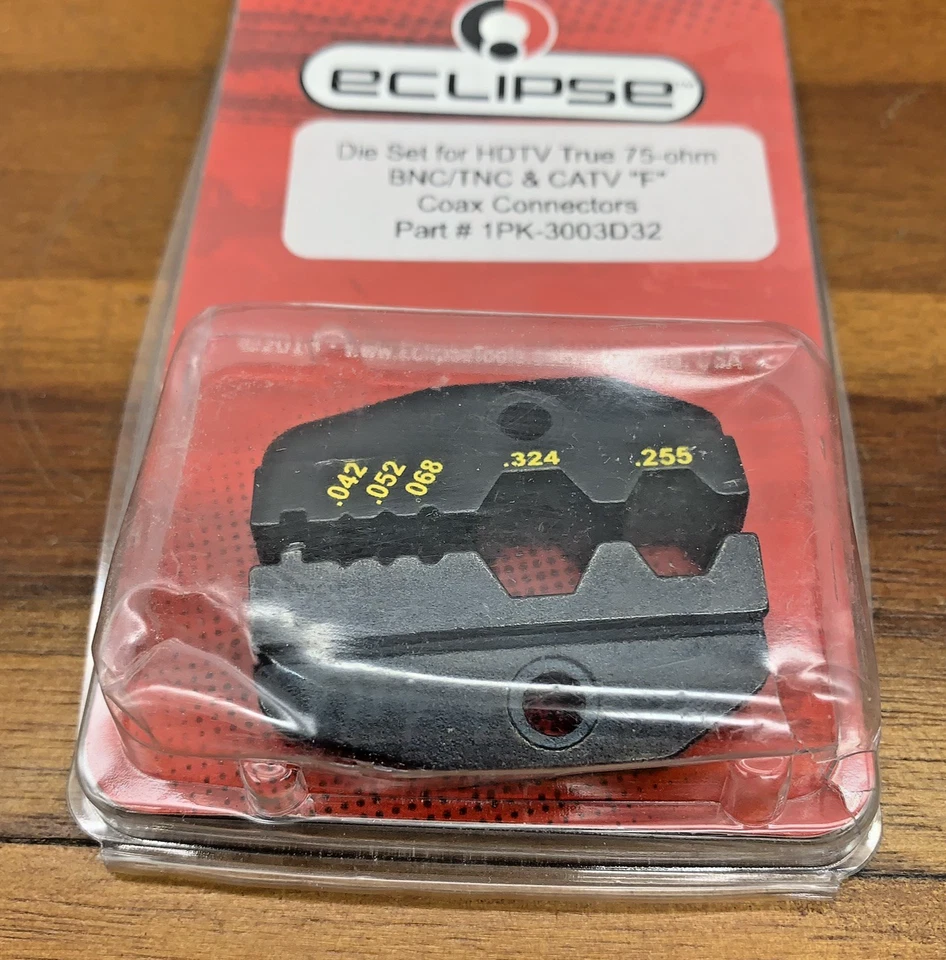 ECLIPSE
Die Set for HDTV True 75-ohm
BNC/TNC & CATV "F"
Coax Connectors
Part # 1PK-3003D32
USA
.042
.052
.068
.324
.255